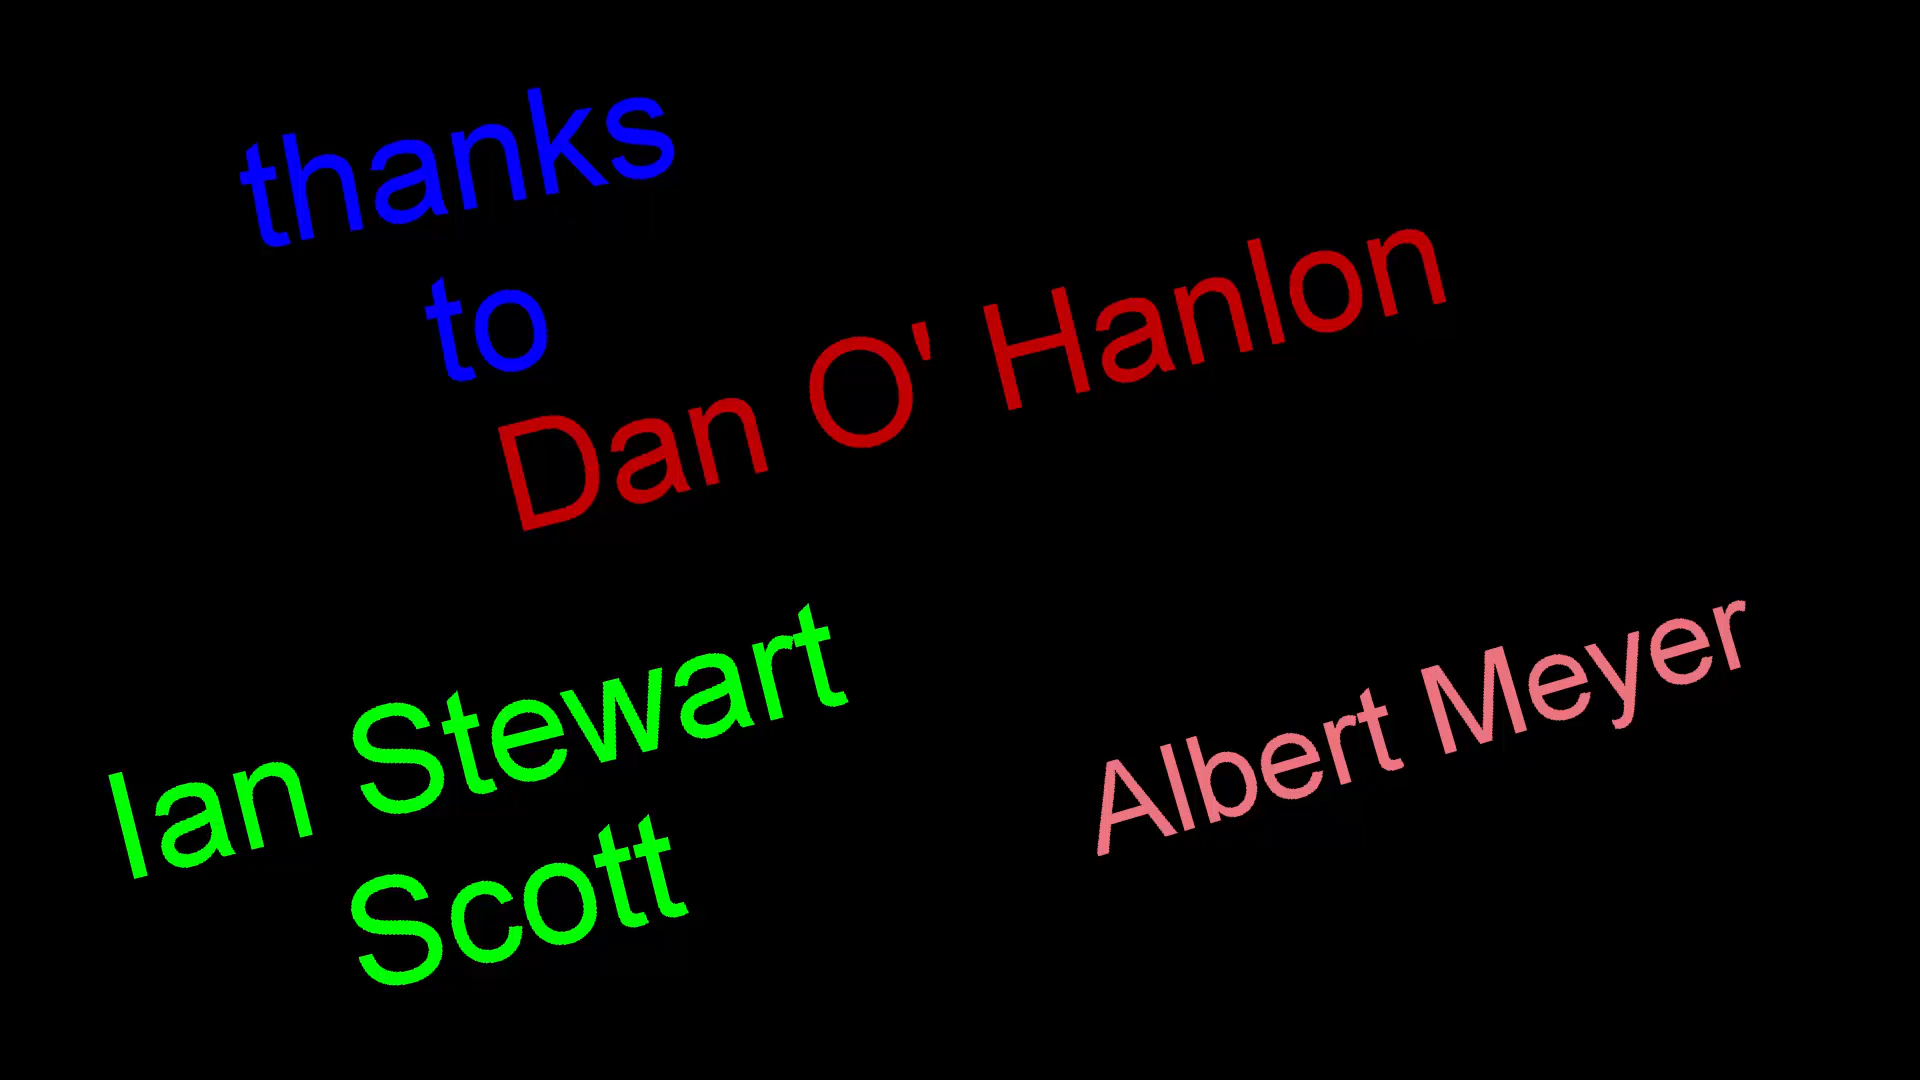 thanks
to
Dan O' Hanlon
Ian Stewart
Scott
Albert Meyer